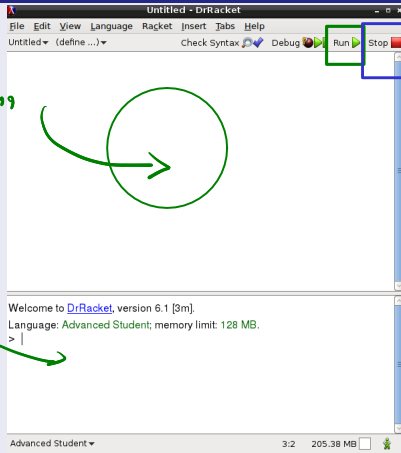 Untitled - DrRacket
File Edit View Language Racket Insert Tabs Help
Untitled (define ...) Check Syntax Debug Run Stop
Welcome to DrRacket, version 6.1 [3m].
Language: Advanced Student; memory limit: 128 MB.
>
Advanced Student 3:2 205.38 MB